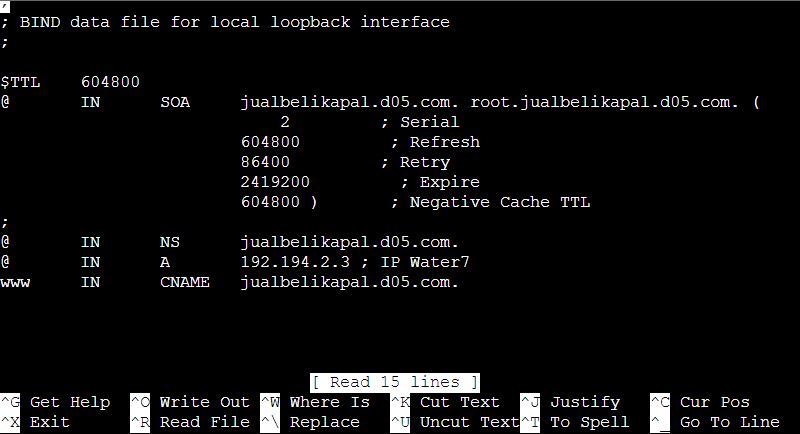 ;
; BIND data file for local loopback interface
;
$TTL    604800
@       IN      SOA     jualbelikapal.d05.com. root.jualbelikapal.d05.com. (
                            2         ; Serial
                        604800         ; Refresh
                        86400         ; Retry
                        2419200         ; Expire
                        604800 )       ; Negative Cache TTL
;
@       IN      NS      jualbelikapal.d05.com.
@       IN      A       192.194.2.3 ; IP Water7
www     IN      CNAME   jualbelikapal.d05.com.
[ Read 15 lines ]
^G Get Help  ^O Write Out ^W Where Is  ^K Cut Text  ^J Justify   ^C Cur Pos
^X Exit      ^R Read File ^\ Replace   ^U Uncut Text^T To Spell  ^_ Go To Line